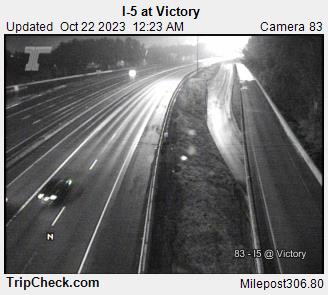 I-5 at Victory
Updated Oct 22 2023 12:23 AM Camera 83
T
N
83 - I5 @ Victory
TripCheck.com Milepost306.80